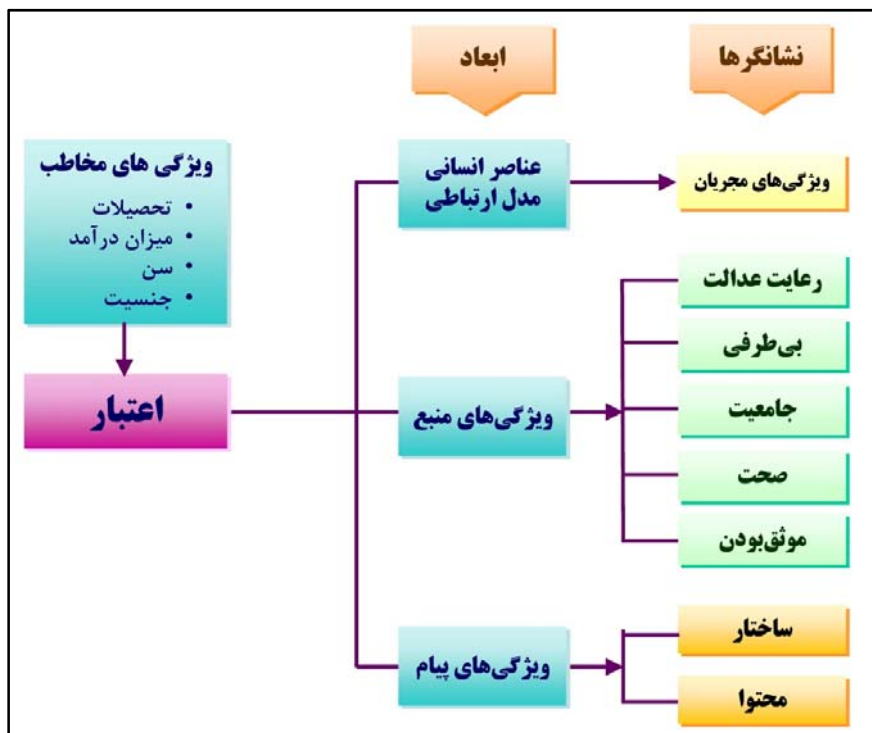 نشانگرها
ابعاد
ویژگی های مخاطب
• تحصیلات
• میزان درآمد
• سن
• جنسیت
اعتبار
عناصر انسانی
مدل ارتباطی
ویژگی‌های منبع
ویژگی‌های پیام
ویژگی‌های مجریان
رعایت عدالت
بی‌طرفی
جامعیت
صحت
موثق‌بودن
ساختار
محتوا